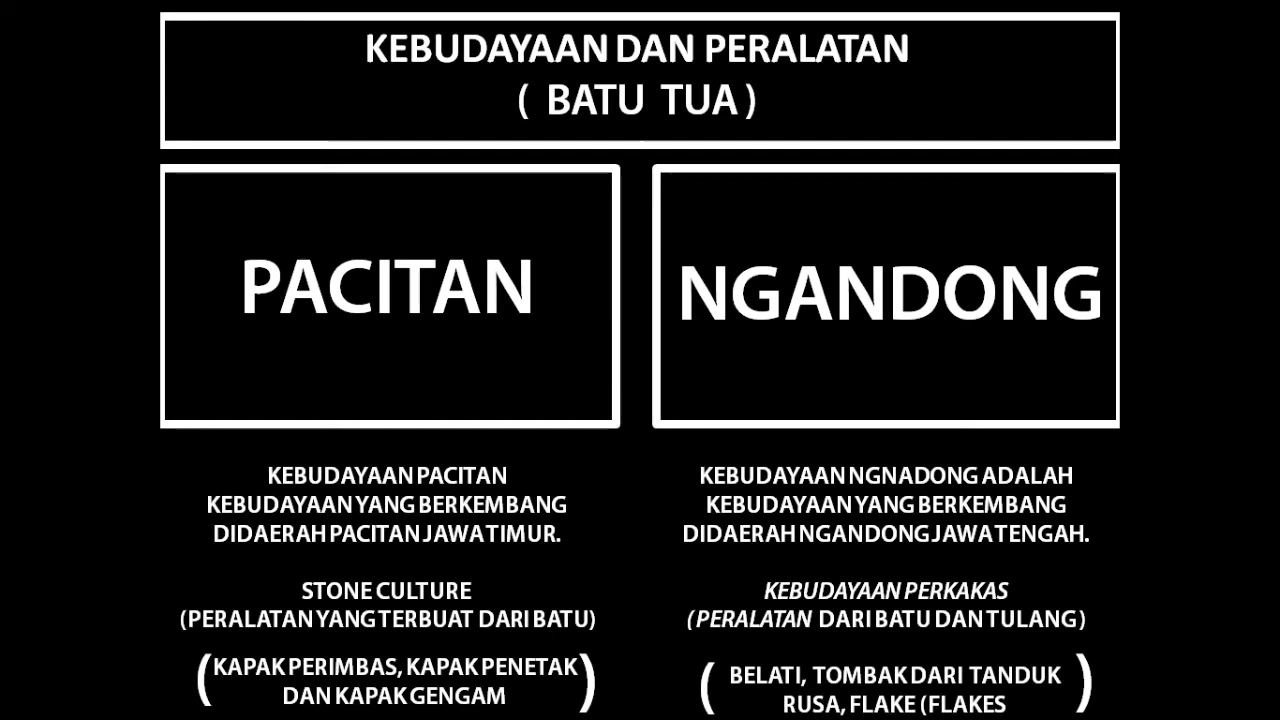 KEBUDAYAAN DAN PERALATAN
( BATU TUA )
PACITAN
NGANDONG
KEBUDAYAAN PACITAN
KEBUDAYAAN YANG BERKEMBANG
DIDAERAH PACITAN JAWA TIMUR.
STONE CULTURE
(PERALATAN YANG TERBUAT DARI BATU)
(KAPAK PERIMBAS, KAPAK PENETAK
DAN KAPAK GENGAM)
KEBUDAYAAN NGNADONG ADALAH
KEBUDAYAAN YANG BERKEMBANG
DIDAERAH NGANDONG JAWA TENGAH.
KEBUDAYAAN PERKAKAS
(PERALATAN DARI BATU DAN TULANG)
(BELATI, TOMBAK DARI TANDUK
RUSA, FLAKE (FLAKES)